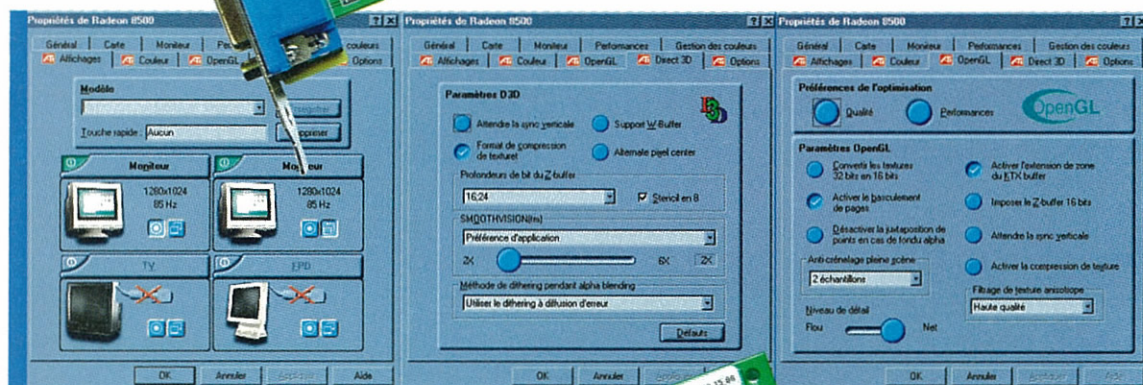 Propriétés de Radeon 8500
Général Carte Moniteur couleurs
Affichages Couleur OpenGL Options
Modèle
Touche rapide : Aucun
Moniteur
1280x1024
85 Hz
Moniteur
1280x1024
85 Hz
TV
FPD
OK Annuler Appliquer Aide
Propriétés de Radeon 8500
Général Carte Moniteur Performances Gestion des couleurs
Affichages Couleur OpenGL Direct 3D Options
Paramètres D3D
Attendre la sync verticale
Support W-Buffer
Format de compression
de texturet
Alternate pixel center
Profondeurs de bit du Z-buffer
16;24
Stencil en 8
SMOOTHVISION(tm)
Préférence d'application
2X 6X 2X
Méthode de dithering pendant alpha blending
Utiliser le dithering à diffusion d'erreur
Défauts
OK Annuler
Propriétés de Radeon 8500
Général Carte Moniteur Performances Gestion des couleurs
Affichages Couleur OpenGL Direct 3D Options
Préférences de l'optimisation
Qualité
Performances
OpenGL
Paramètres OpenGL
Convertir les textures
32 bits en 16 bits
Activer l'extension de zone
du KTX buffer
Activer le basculement
de pages
Imposer le Z-buffer 16 bits
Désactiver la juxtaposition de
points en cas de fondu alpha
Attendre la sync verticale
Anti-crénelage pleine scène
2 échantillons
Activer la compression de texture
Filtrage de texture anisotrope
Haute qualité
Niveau de détail
Flou Net
OK Annuler Appliquer Aide